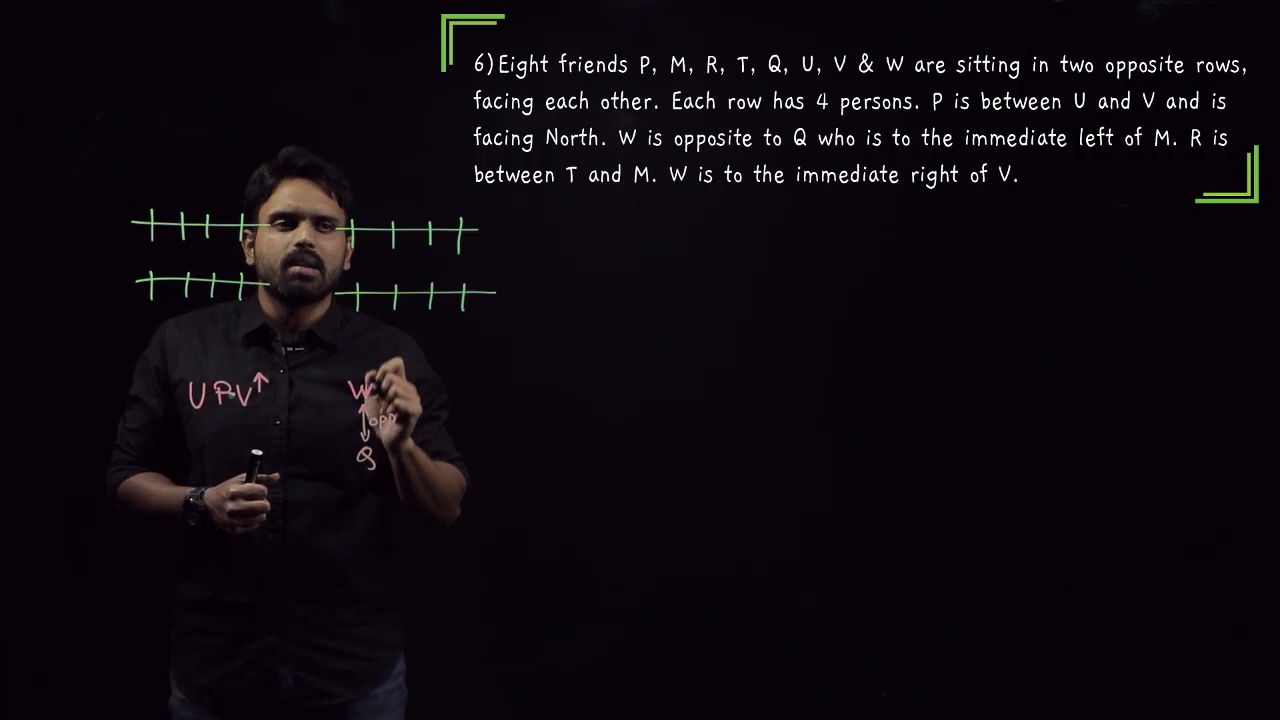 6)Eight friends P, M, R, T, Q, U, V & W are sitting in two opposite rows,
facing each other. Each row has 4 persons. P is between U and V and is
facing North. W is opposite to Q who is to the immediate left of M. R is
between T and M. W is to the immediate right of V.
U P V ↑
W
opp
Q